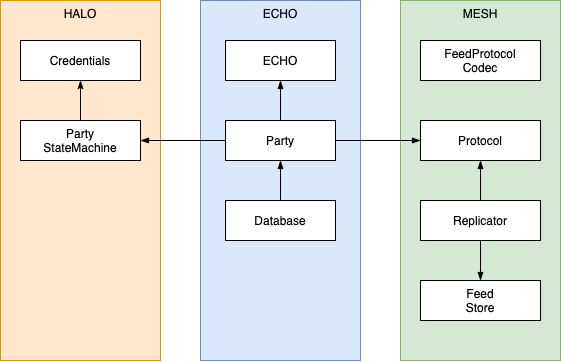 HALO
ECHO
MESH
Credentials
ECHO
FeedProtocol
Codec
Party
StateMachine
Party
Protocol
Database
Replicator
Feed
Store